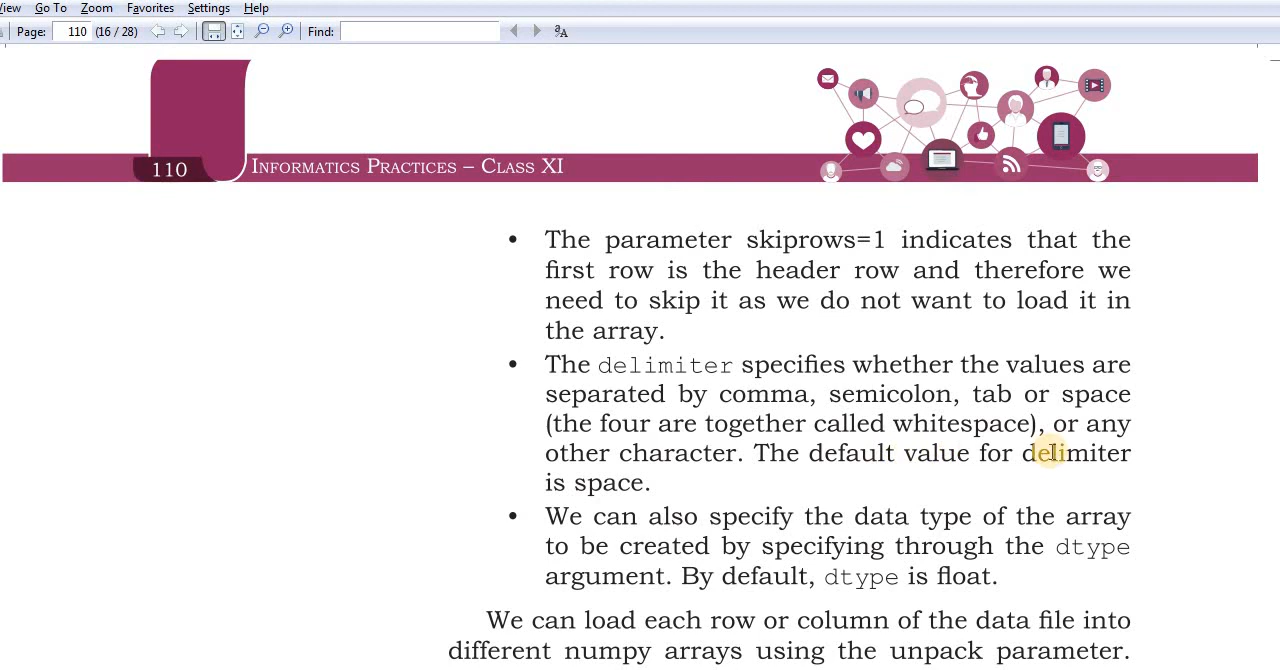 View Go To Zoom Favorites Settings Help
Page: 110 (16 / 28) Find:
110 INFORMATICS PRACTICES – CLASS XI
• The parameter skiprows=1 indicates that the
first row is the header row and therefore we
need to skip it as we do not want to load it in
the array.
• The delimiter specifies whether the values are
separated by comma, semicolon, tab or space
(the four are together called whitespace), or any
other character. The default value for delimiter
is space.
• We can also specify the data type of the array
to be created by specifying through the dtype
argument. By default, dtype is float.
We can load each row or column of the data file into
different numpy arrays using the unpack parameter.